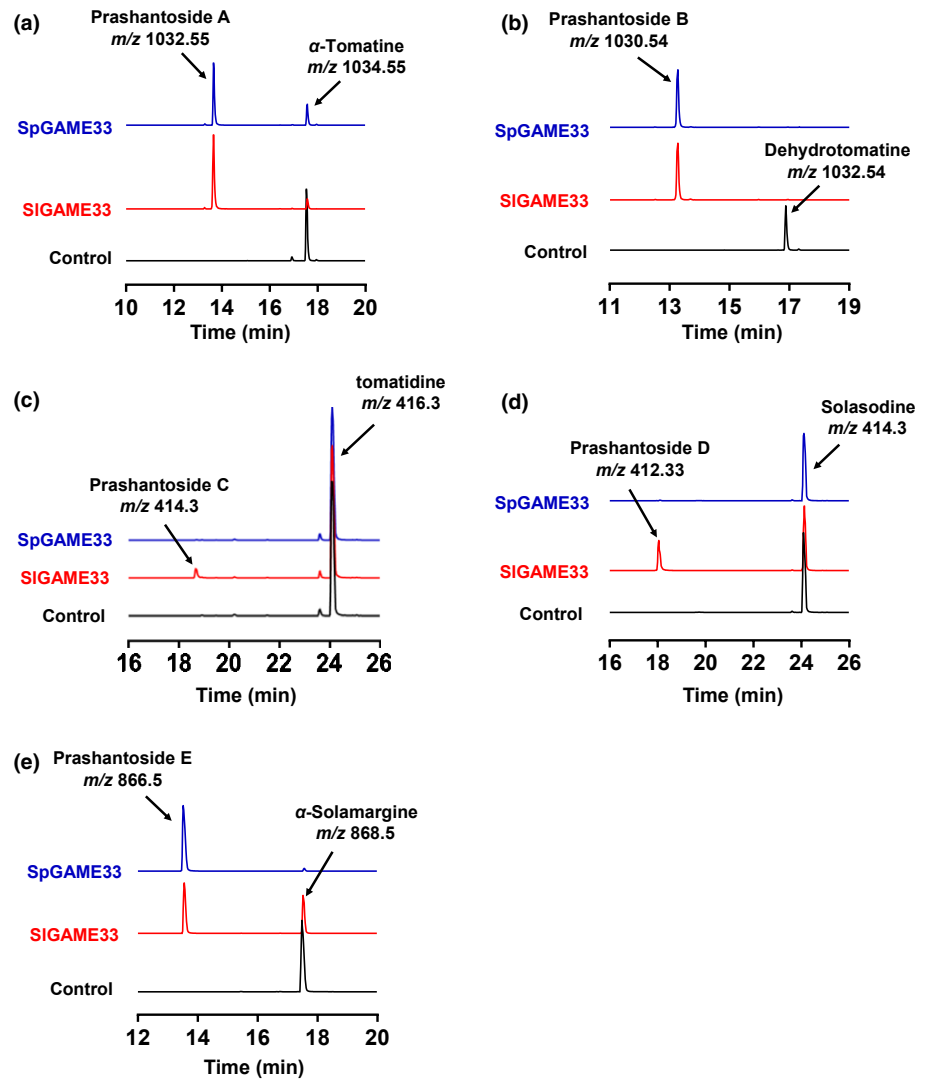 (a)
Prashantoside A
m/z 1032.55
α-Tomatine
m/z 1034.55
SpGAME33
SlGAME33
Control
10 12 14 16 18 20
Time (min)
(b)
Prashantoside B
m/z 1030.54
SpGAME33
Dehydrotomatine
m/z 1032.54
SlGAME33
Control
11 13 15 17 19
Time (min)
(c)
tomatidine
m/z 416.3
Prashantoside C
m/z 414.3
SpGAME33
SlGAME33
Control
16 18 20 22 24 26
Time (min)
(d)
Solasodine
m/z 414.3
Prashantoside D
m/z 412.33
SpGAME33
SlGAME33
Control
16 18 20 22 24 26
Time (min)
(e)
Prashantoside E
m/z 866.5
α-Solamargine
m/z 868.5
SpGAME33
SlGAME33
Control
12 14 16 18 20
Time (min)